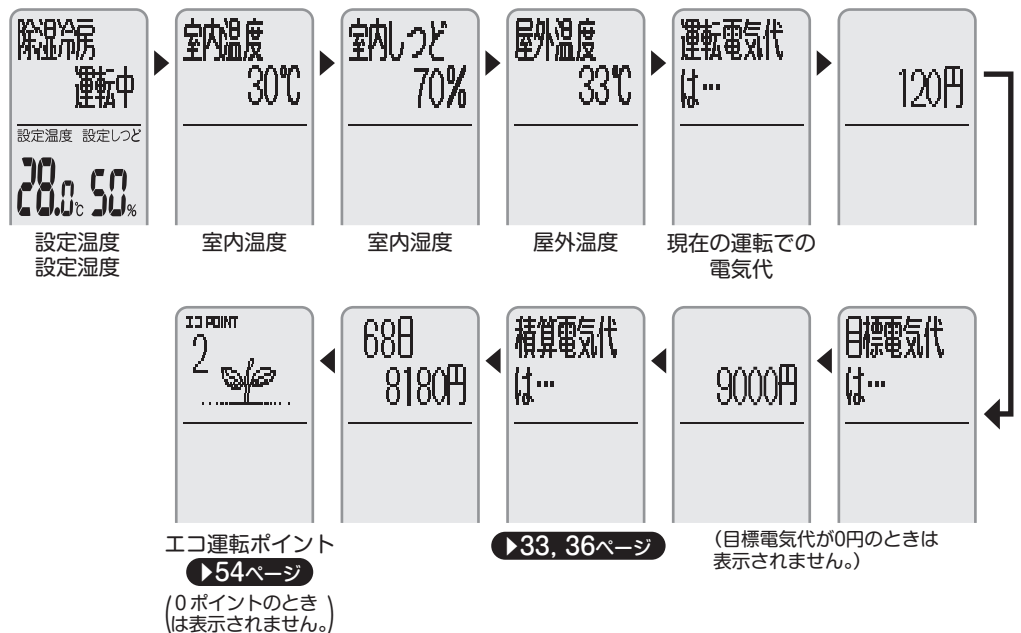 除湿冷房
運転中
設定温度 設定しつど
28.0℃ 50%
設定温度
設定湿度
室内温度
30℃
室内温度
室内しつど
70%
室内湿度
屋外温度
33℃
屋外温度
運転電気代
は…
現在の運転での
電気代
120円
目標電気代
は…
9000円
(目標電気代が0円のときは
表示されません。)
積算電気代
は…
▶33, 36ページ
68日
8180円
エコ POINT
2
エコ運転ポイント
▶54ページ
(0 ポイントのとき
は表示されません。)